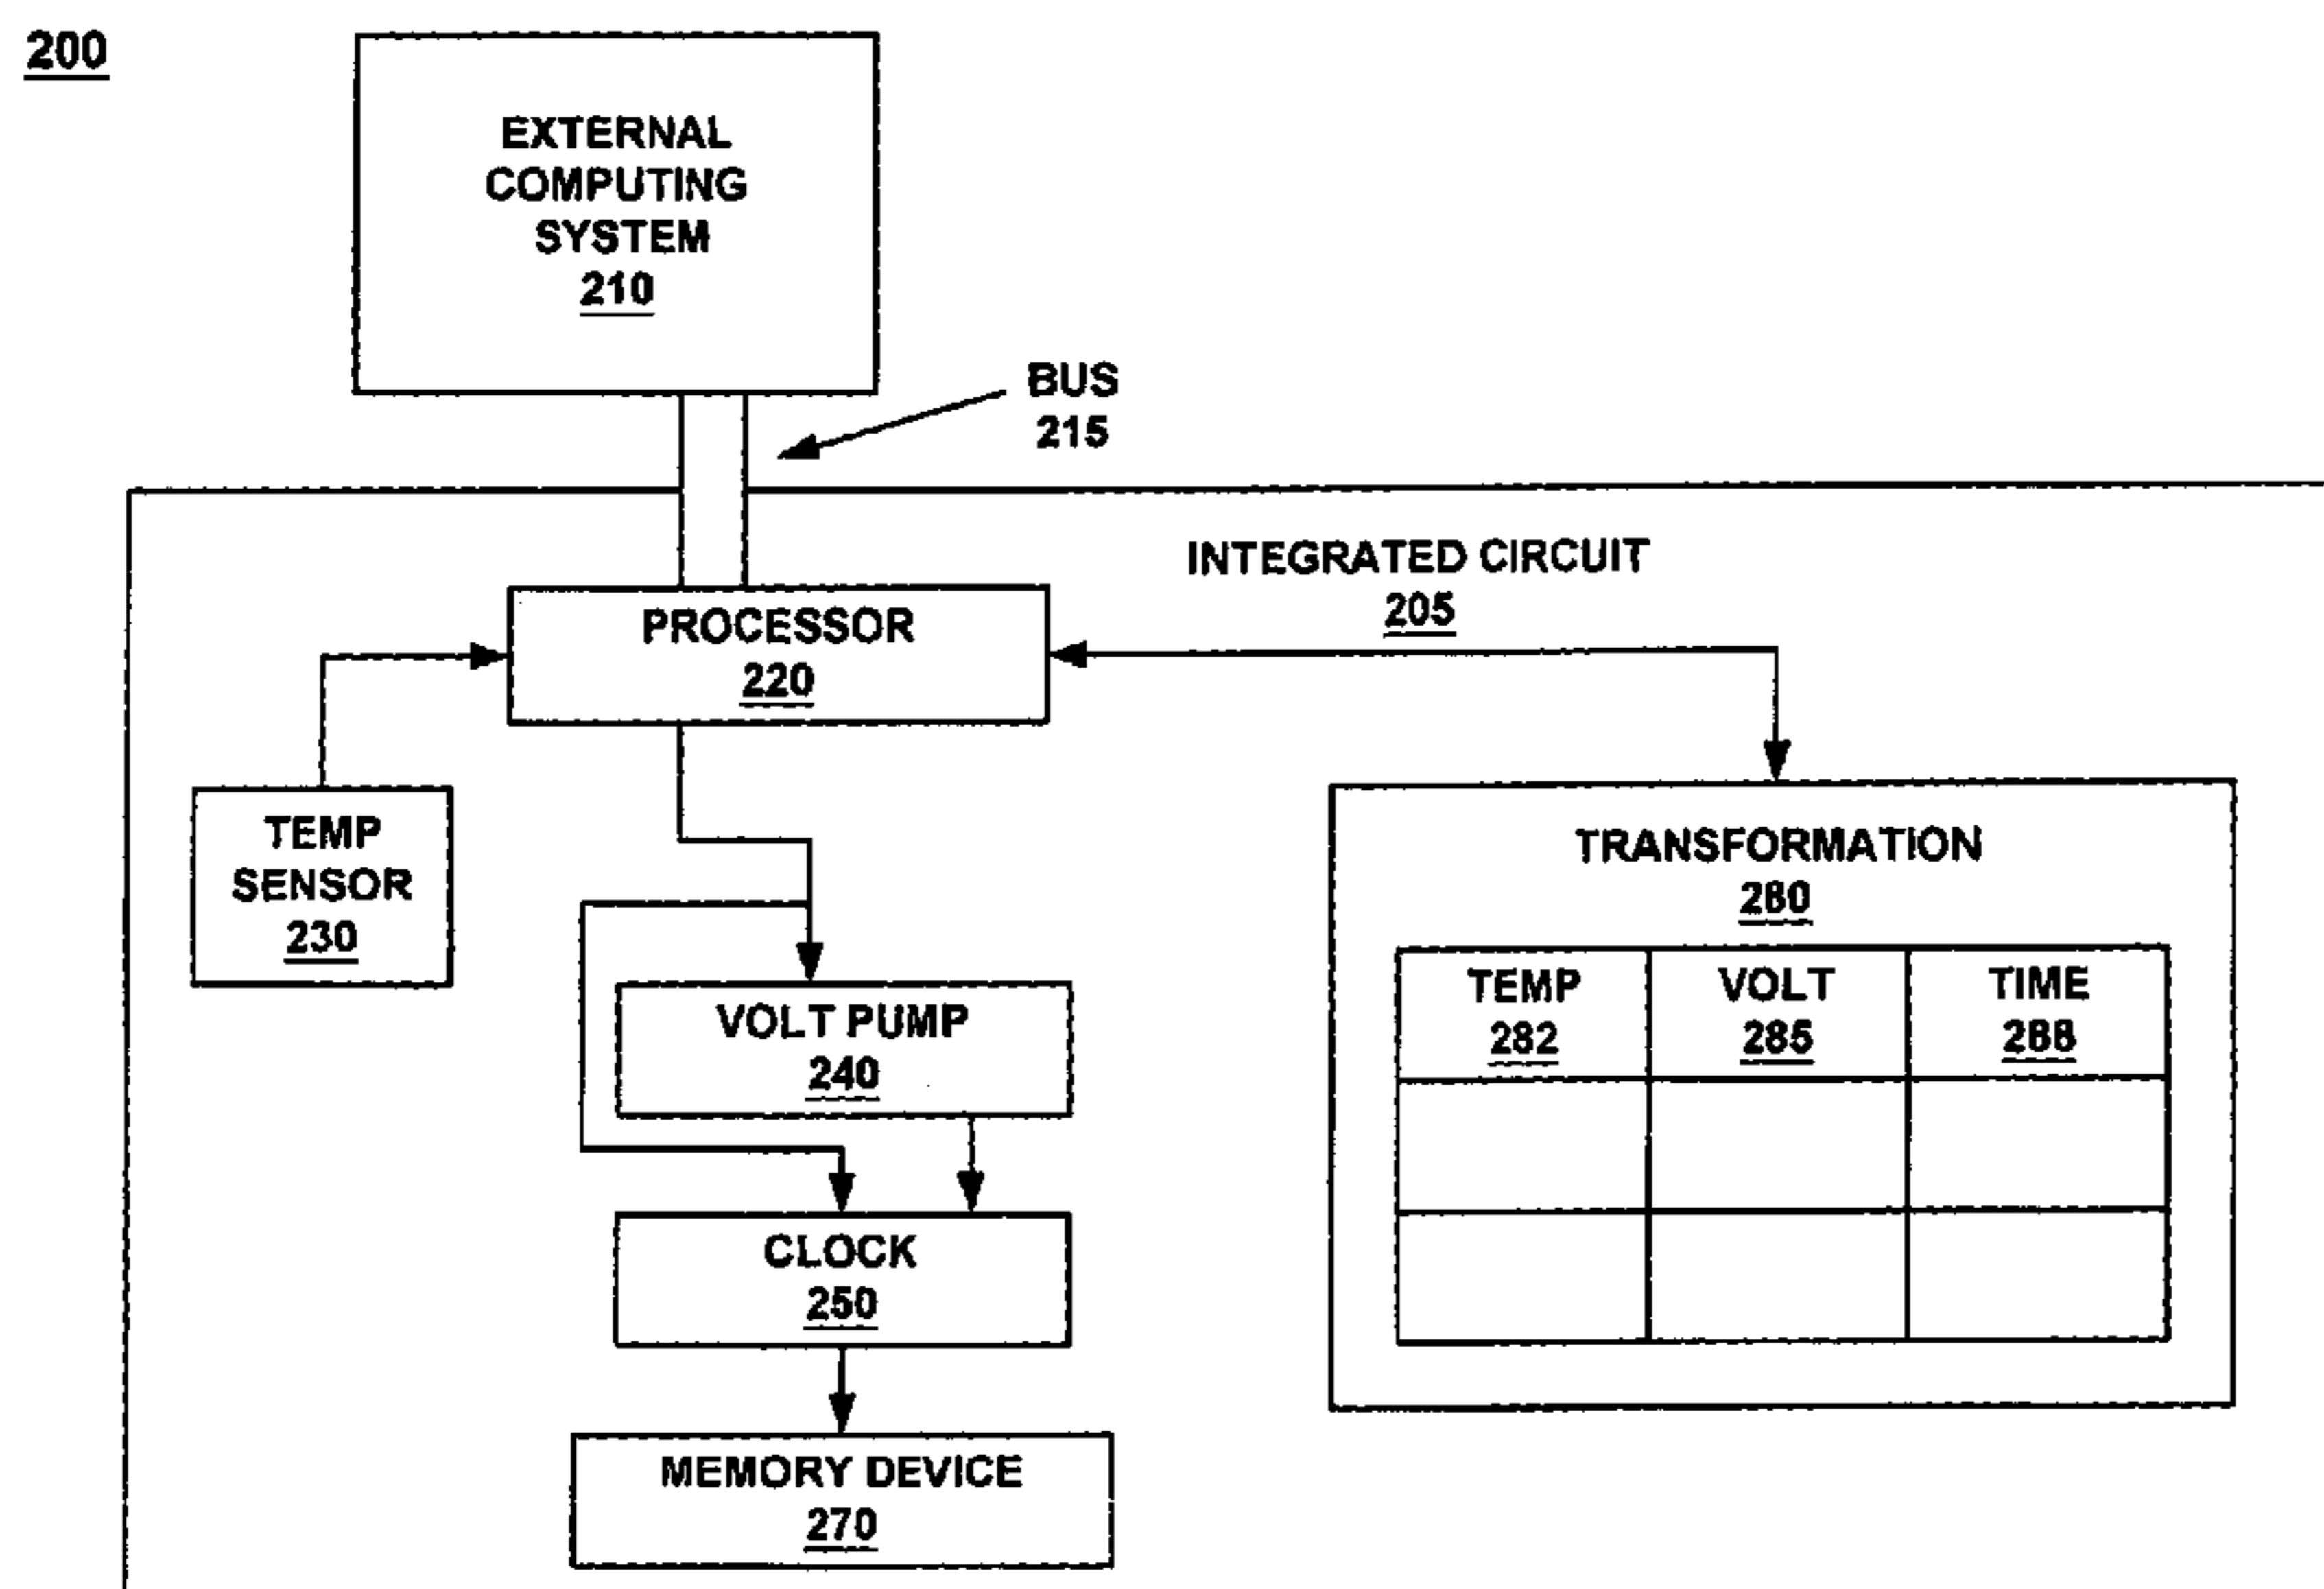 200
EXTERNAL
COMPUTING
SYSTEM
210
BUS
215
INTEGRATED CIRCUIT
205
PROCESSOR
220
TEMP
SENSOR
230
TRANSFORMATION
280
TEMP VOLT TIME
282 285 288
VOLT PUMP
240
CLOCK
250
MEMORY DEVICE
270